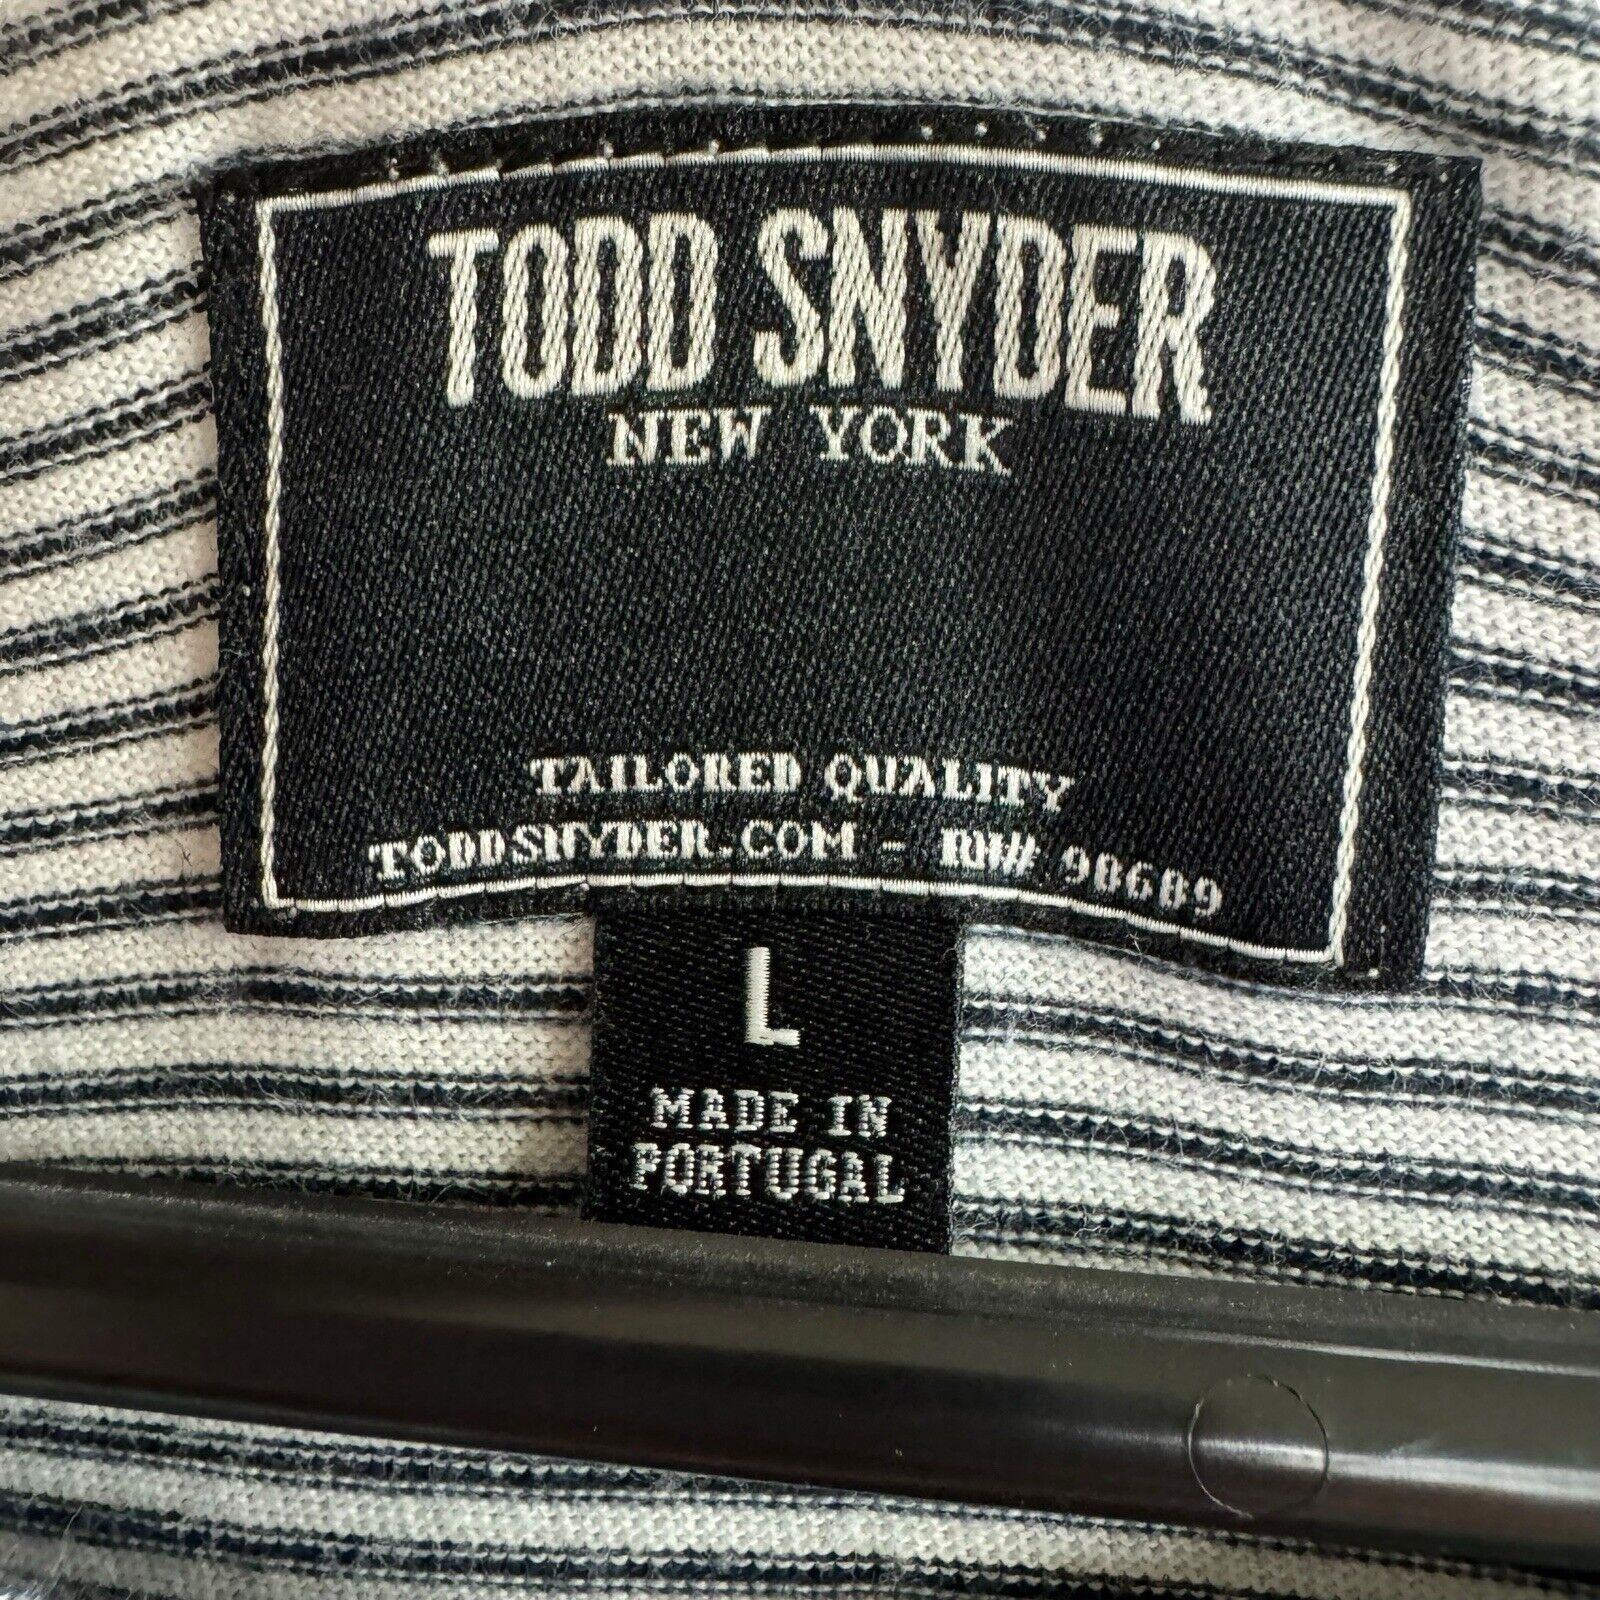 TODD SNYDER
NEW YORK
TAILORED QUALITY
TODDSNYDER.COM - RN# 98689
L
MADE IN
PORTUGAL